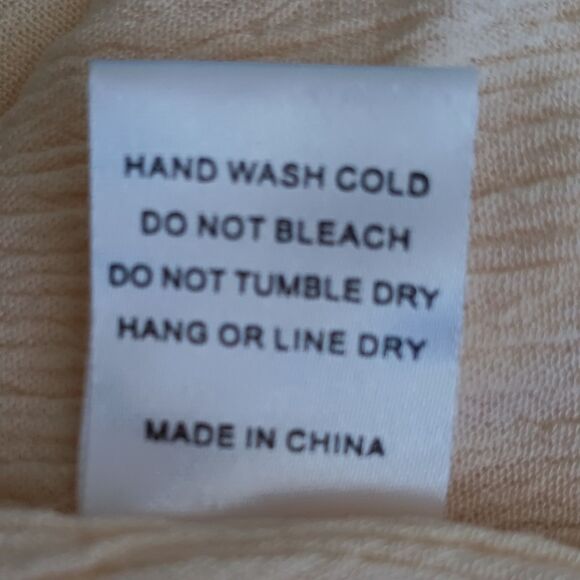 HAND WASH COLD
DO NOT BLEACH
DO NOT TUMBLE DRY
HANG OR LINE DRY
MADE IN CHINA